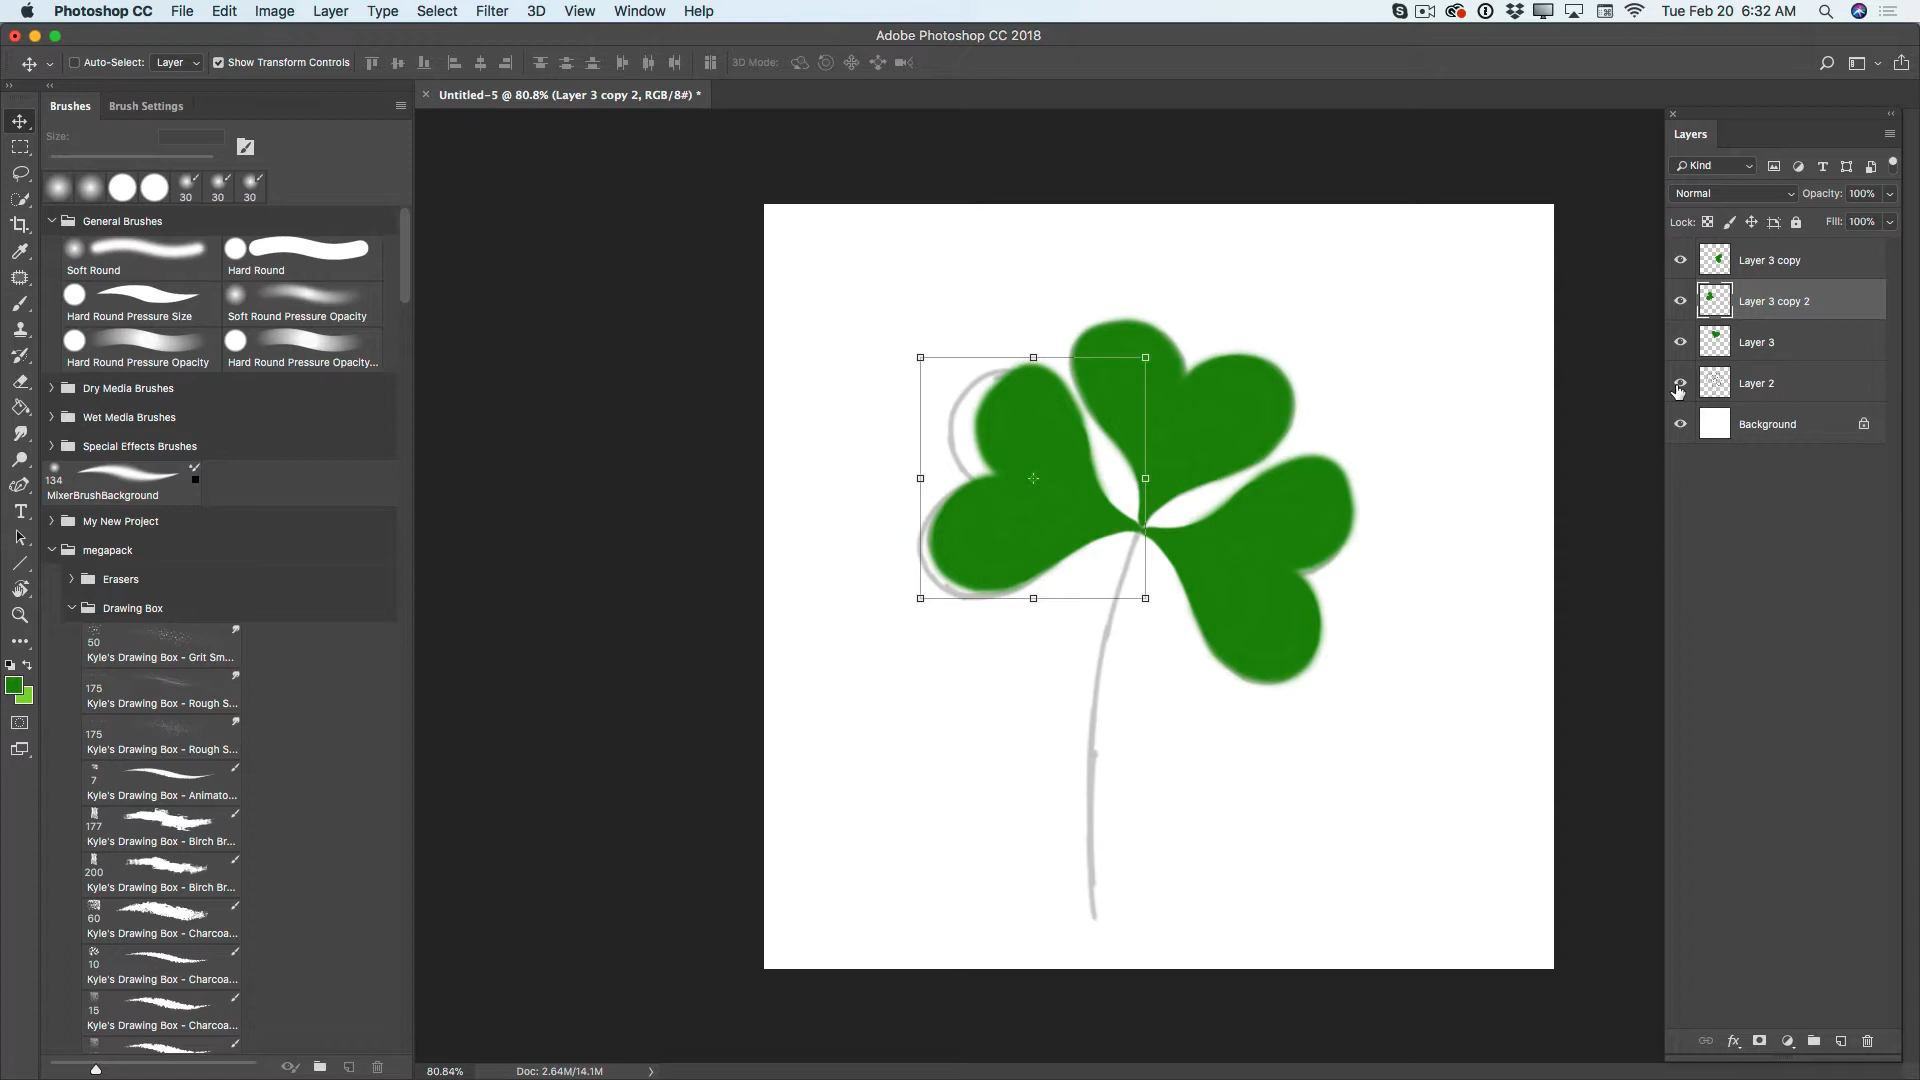 Photoshop CC File Edit Image Layer Type Select Filter 3D View Window Help Tue Feb 20 6:32 AM
Adobe Photoshop CC 2018
Auto-Select: Layer Show Transform Controls 3D Mode:
Brushes Brush Settings
Untitled-5 @ 80.8% (Layer 3 copy 2, RGB/8#) *
Size:
30 30 30
General Brushes
Soft Round Hard Round
Hard Round Pressure Size Soft Round Pressure Opacity
Hard Round Pressure Opacity Hard Round Pressure Opacity...
Dry Media Brushes
Wet Media Brushes
Special Effects Brushes
134
MixerBrushBackground
My New Project
megapack
Erasers
Drawing Box
50
Kyle's Drawing Box - Grit Sm...
175
Kyle's Drawing Box - Rough S...
175
Kyle's Drawing Box - Rough S...
7
Kyle's Drawing Box - Animato...
177
Kyle's Drawing Box - Birch Br...
200
Kyle's Drawing Box - Birch Br...
60
Kyle's Drawing Box - Charcoa...
10
Kyle's Drawing Box - Charcoa...
15
Kyle's Drawing Box - Charcoa...
80.84% Doc: 2.64M/14.1M
Layers
Kind
Normal Opacity: 100%
Lock: Fill: 100%
Layer 3 copy
Layer 3 copy 2
Layer 3
Layer 2
Background